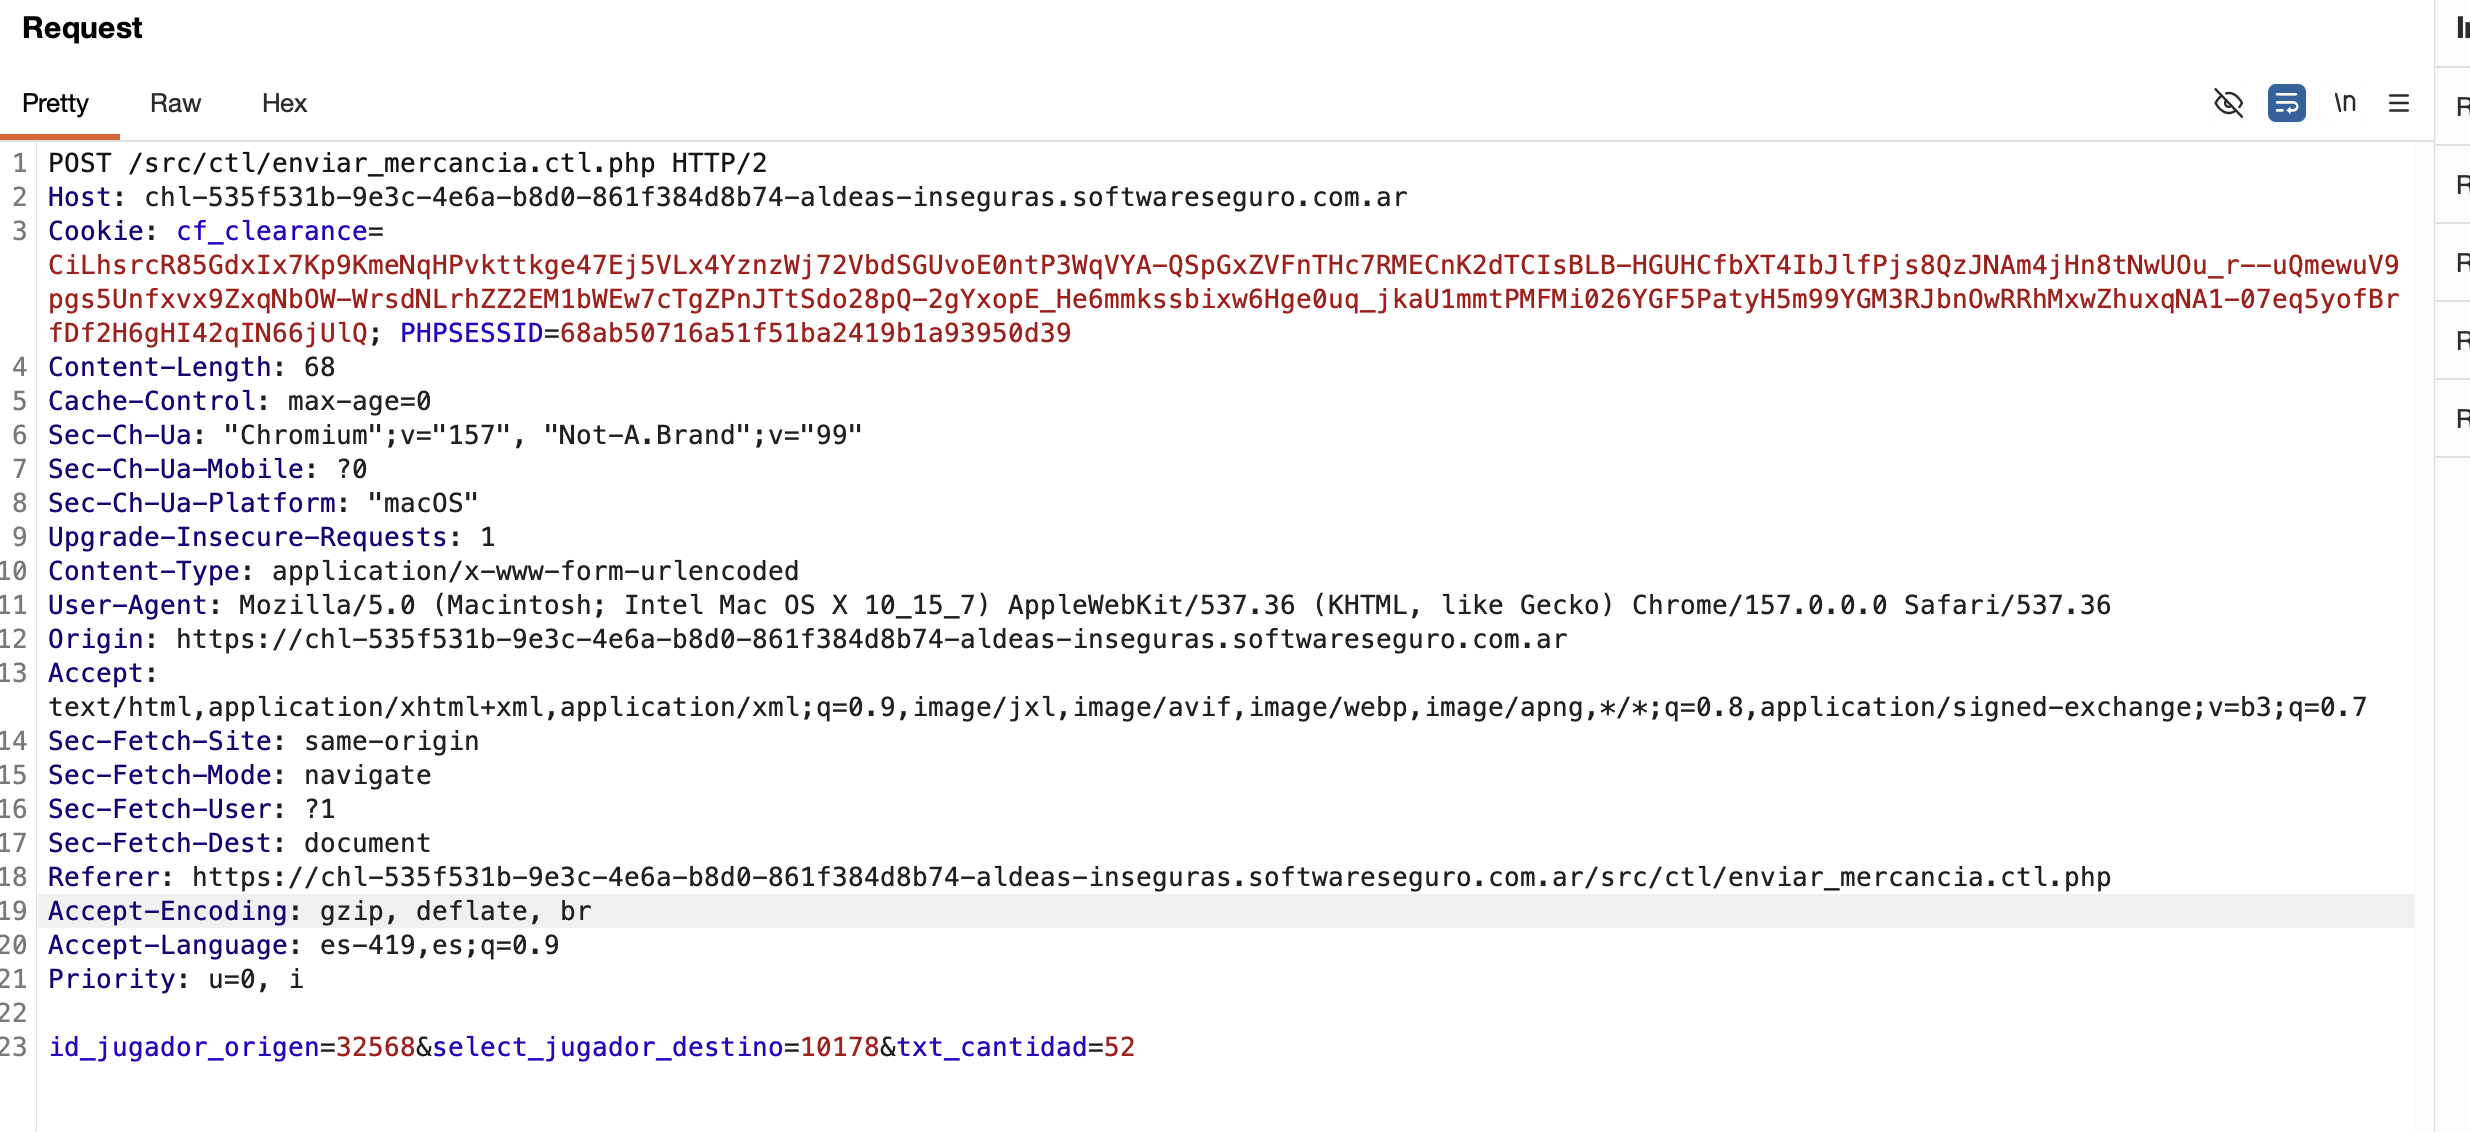 Request
Pretty Raw Hex \n
1 POST /src/ctl/enviar_mercancia.ctl.php HTTP/2
2 Host: chl-535f531b-9e3c-4e6a-b8d0-861f384d8b74-aldeas-inseguras.softwareseguro.com.ar
3 Cookie: cf_clearance=
CiLhsrcR85GdxIx7Kp9KmeNqHPvkttkge47Ej5VLx4YznzWj72VbdSGUvoE0ntP3WqVYA-QSpGxZVFnTHc7RMECnK2dTCIsBLB-HGUHCfbXT4IbJlfPjs8QzJNAm4jHn8tNwUOu_r--uQmewuV9
pgs5Unfxvx9ZxqNbOW-WrsdNLrhZZ2EM1bWEw7cTgZPnJTtSdo28pQ-2gYxopE_He6mmkssbixw6Hge0uq_jkaU1mmtPMFMi026YGF5PatyH5m99YGM3RJbnOwRRhMxwZhuxqNA1-07eq5yofBr
fDf2H6gHI42qIN66jUlQ; PHPSESSID=68ab50716a51f51ba2419b1a93950d39
4 Content-Length: 68
5 Cache-Control: max-age=0
6 Sec-Ch-Ua: "Chromium";v="157", "Not-A.Brand";v="99"
7 Sec-Ch-Ua-Mobile: ?0
8 Sec-Ch-Ua-Platform: "macOS"
9 Upgrade-Insecure-Requests: 1
10 Content-Type: application/x-www-form-urlencoded
11 User-Agent: Mozilla/5.0 (Macintosh; Intel Mac OS X 10_15_7) AppleWebKit/537.36 (KHTML, like Gecko) Chrome/157.0.0.0 Safari/537.36
12 Origin: https://chl-535f531b-9e3c-4e6a-b8d0-861f384d8b74-aldeas-inseguras.softwareseguro.com.ar
13 Accept:
text/html,application/xhtml+xml,application/xml;q=0.9,image/jxl,image/avif,image/webp,image/apng,*/*;q=0.8,application/signed-exchange;v=b3;q=0.7
14 Sec-Fetch-Site: same-origin
15 Sec-Fetch-Mode: navigate
16 Sec-Fetch-User: ?1
17 Sec-Fetch-Dest: document
18 Referer: https://chl-535f531b-9e3c-4e6a-b8d0-861f384d8b74-aldeas-inseguras.softwareseguro.com.ar/src/ctl/enviar_mercancia.ctl.php
19 Accept-Encoding: gzip, deflate, br
20 Accept-Language: es-419,es;q=0.9
21 Priority: u=0, i
22
23 id_jugador_origen=32568&select_jugador_destino=10178&txt_cantidad=52